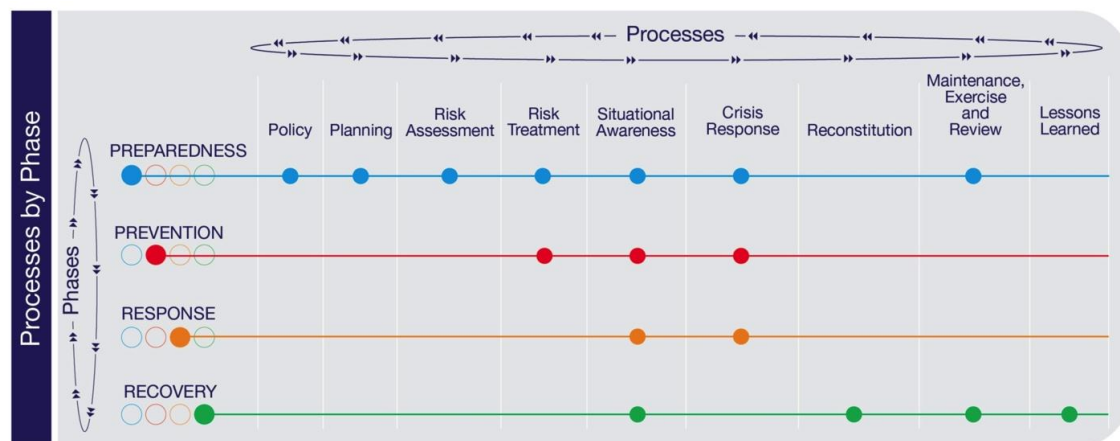 Processes by Phase
Processes
Phases
Policy
Planning
Risk
Assessment
Risk
Treatment
Situational
Awareness
Crisis
Response
Reconstitution
Maintenance,
Exercise
and
Review
Lessons
Learned
PREPAREDNESS
PREVENTION
RESPONSE
RECOVERY